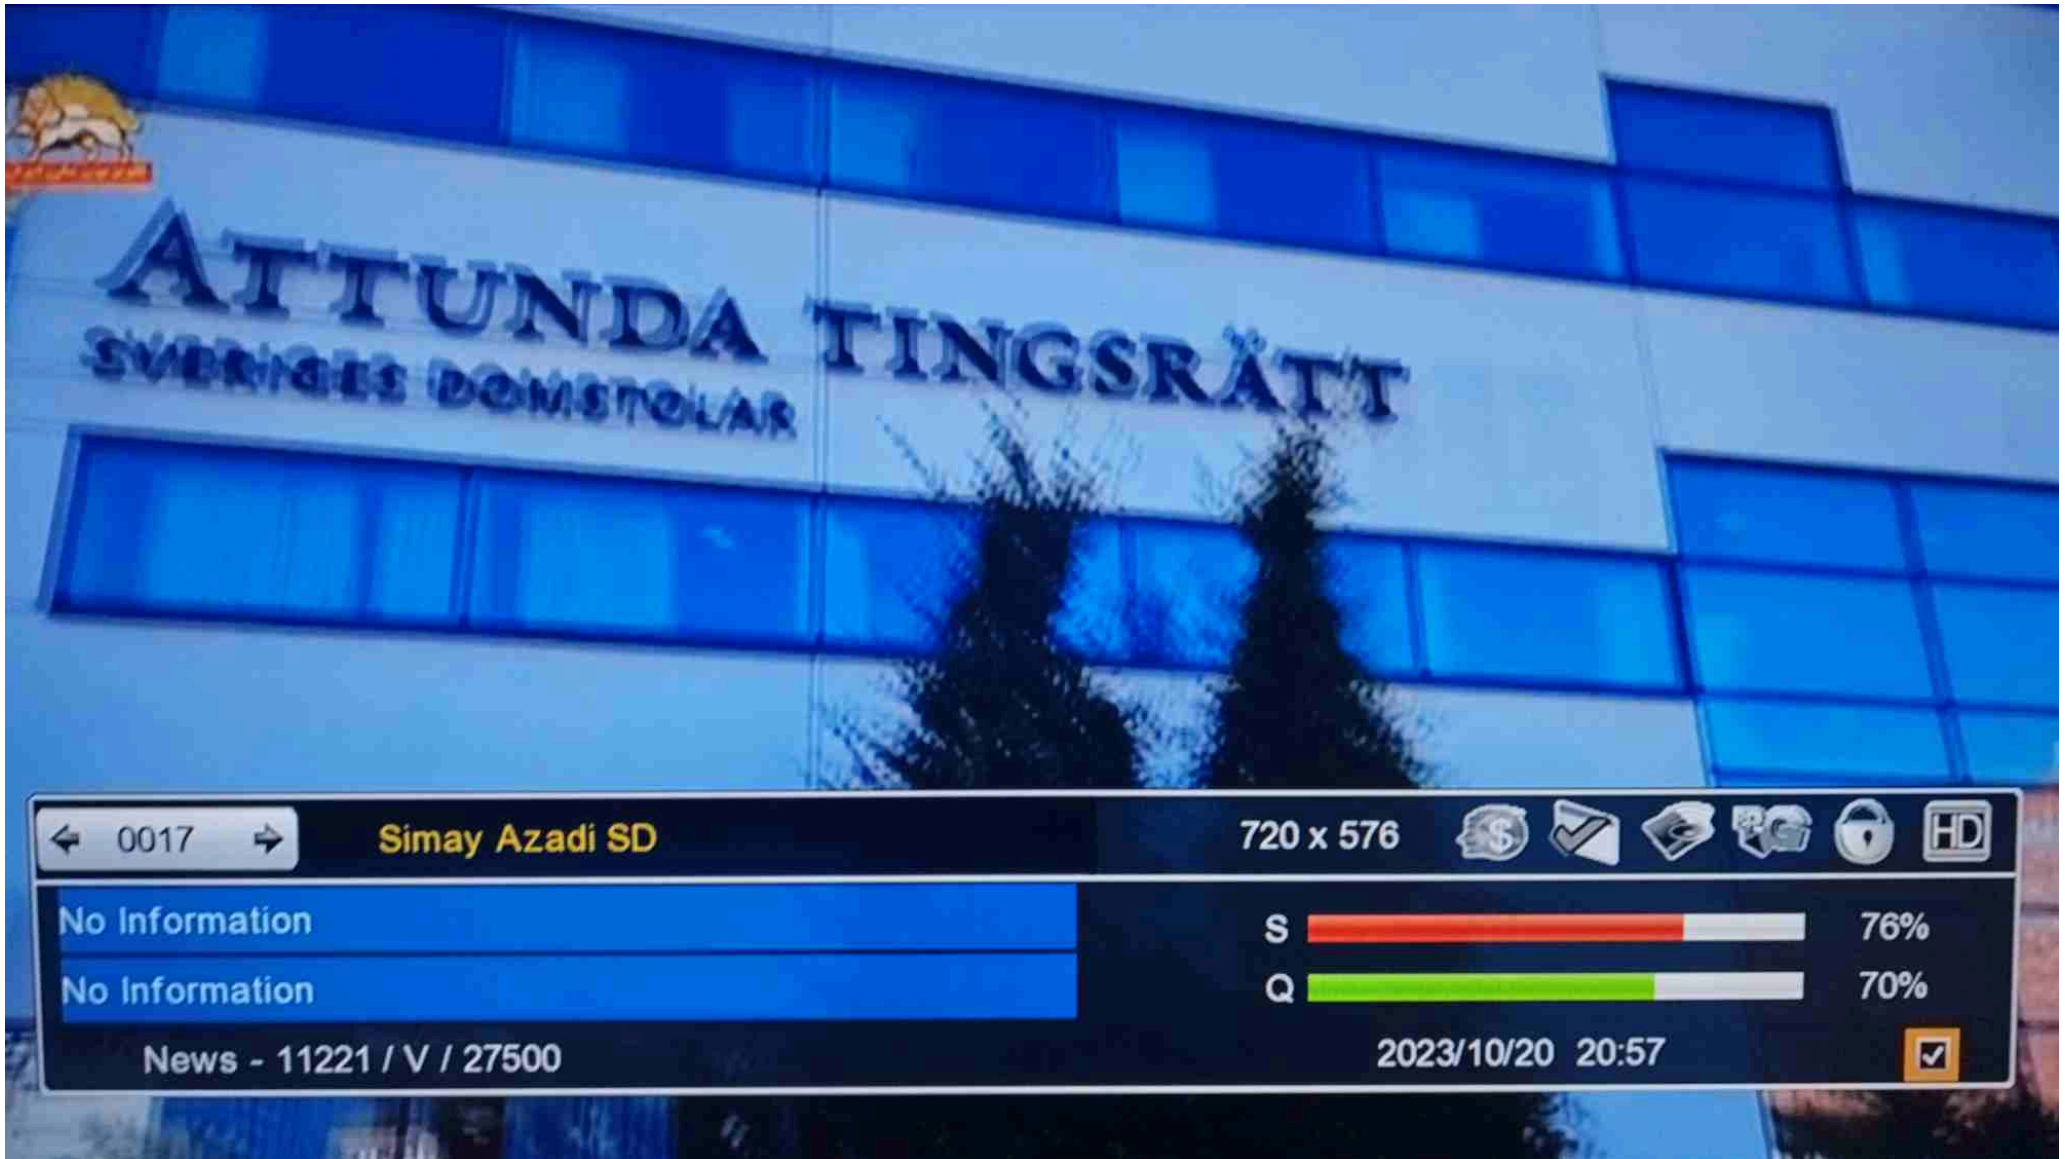 ATTUNDA TINGSRÄTT
SVERIGES DOMSTOLAR
0017
Simay Azadi SD
720 x 576
HD
No Information
No Information
S
76%
Q
70%
News - 11221 / V / 27500
2023/10/20 20:57